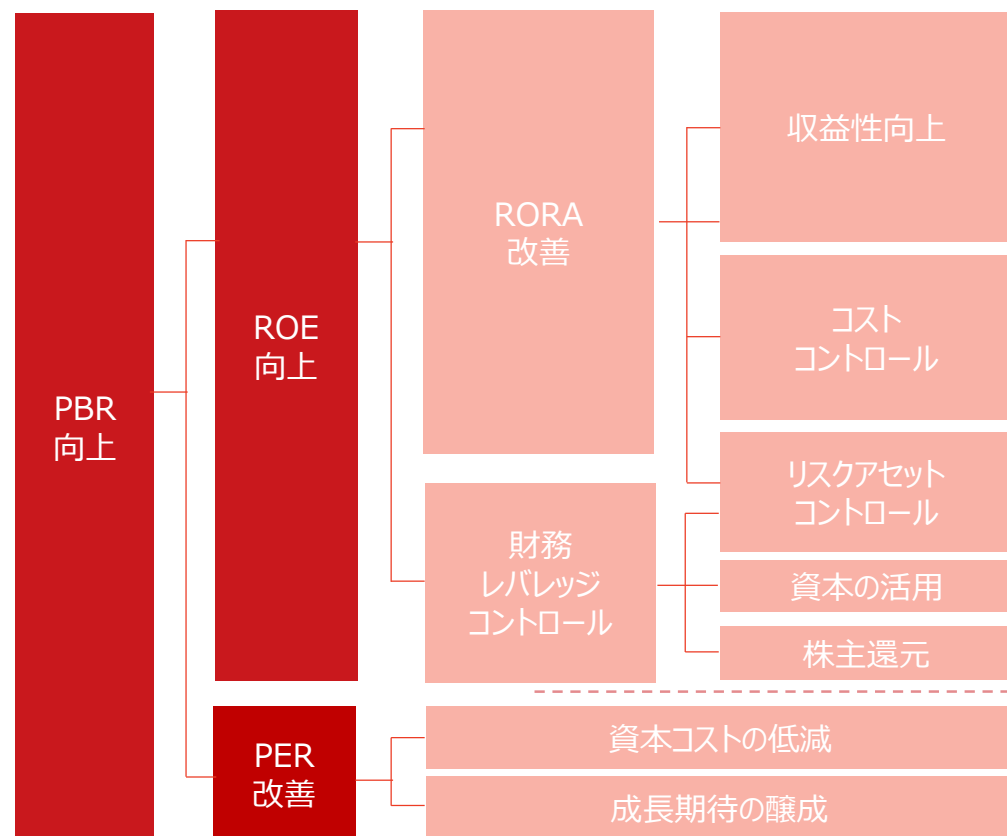 PBR
向上
ROE
向上
RORA
改善
収益性向上
コスト
コントロール
リスクアセット
コントロール
財務
レバレッジ
コントロール
資本の活用
株主還元
PER
改善
資本コストの低減
成長期待の醸成